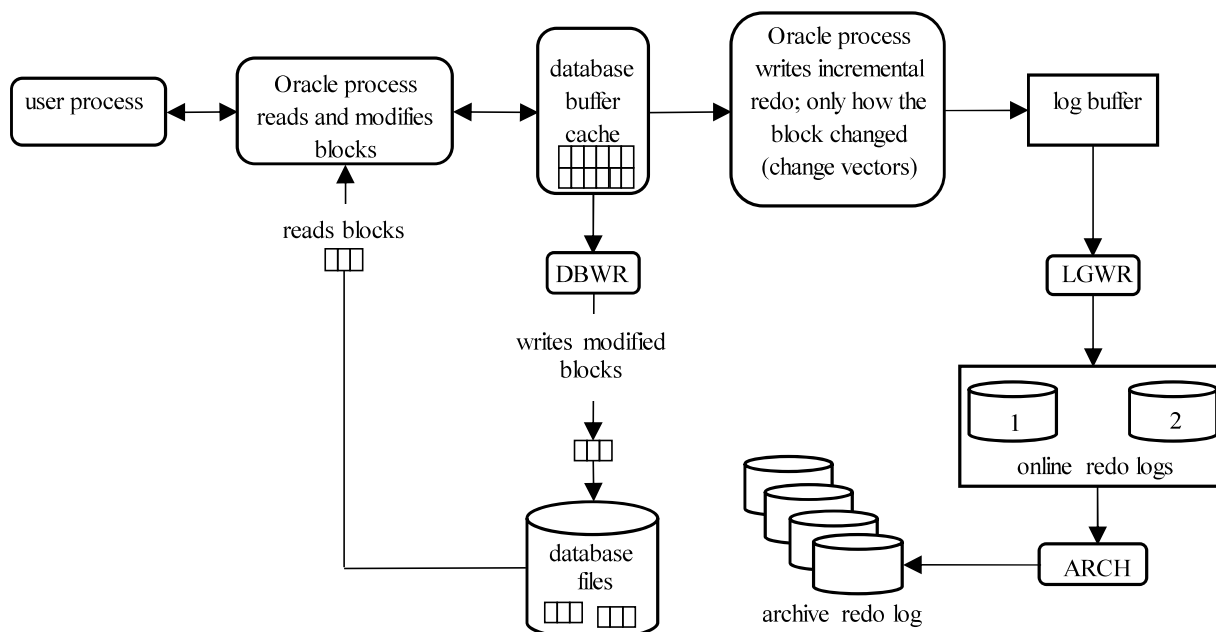 user process
Oracle process
reads and modifies
blocks
database
buffer
cache
Oracle process
writes incremental
redo; only how the
block changed
(change vectors)
log buffer
reads blocks
DBWR
LGWR
writes modified
blocks
1
2
online redo logs
database
files
ARCH
archive redo log